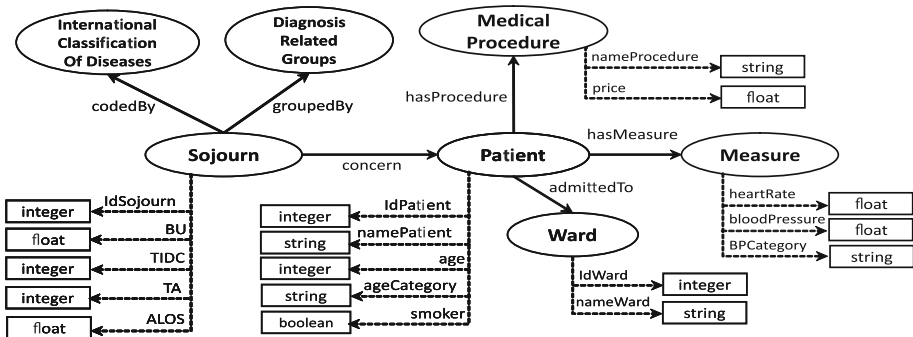 International
Classification
Of Diseases
Diagnosis
Related
Groups
Medical
Procedure
nameProcedure
string
price
float
codedBy
groupedBy
hasProcedure
Sojourn
concern
Patient
hasMeasure
Measure
admittedTo
Ward
IdSojourn
integer
BU
float
TIDC
integer
TA
integer
ALOS
float
IdPatient
integer
namePatient
string
age
integer
ageCategory
string
smoker
boolean
IdWard
integer
nameWard
string
heartRate
float
bloodPressure
float
BPCategory
string